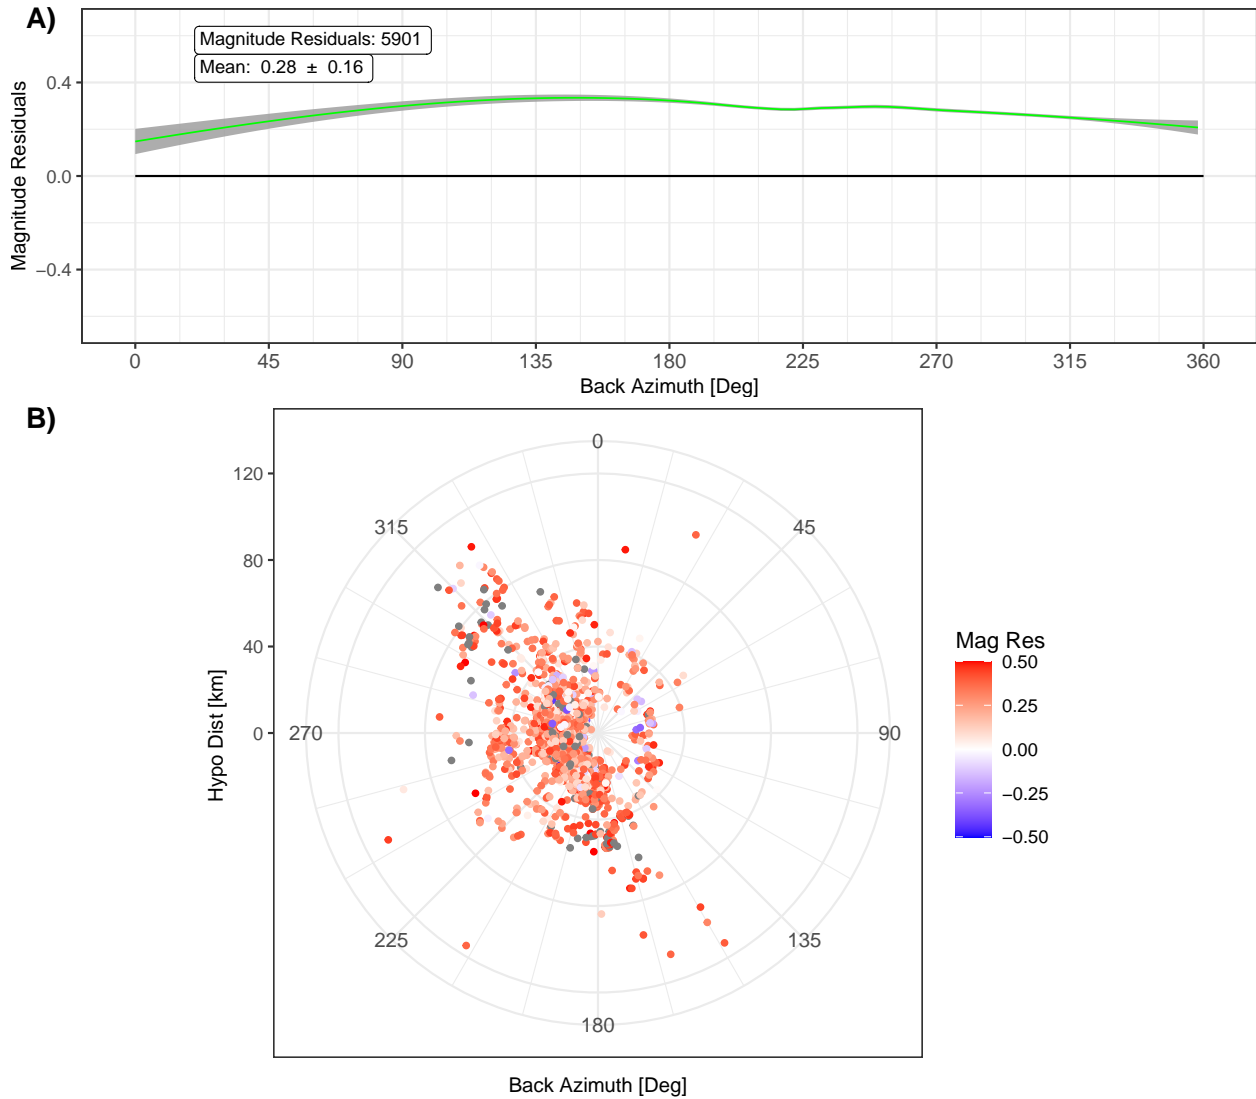 A)
Magnitude Residuals: 5901
Mean:  0.28  ±  0.16
Magnitude Residuals
0.4
0.0
−0.4
0 45 90 135 180 225 270 315 360
Back Azimuth [Deg]
B)
Hypo Dist [km]
120
80
40
0
0
45
90
135
180
225
270
315
Back Azimuth [Deg]
Mag Res
0.50
0.25
0.00
−0.25
−0.50